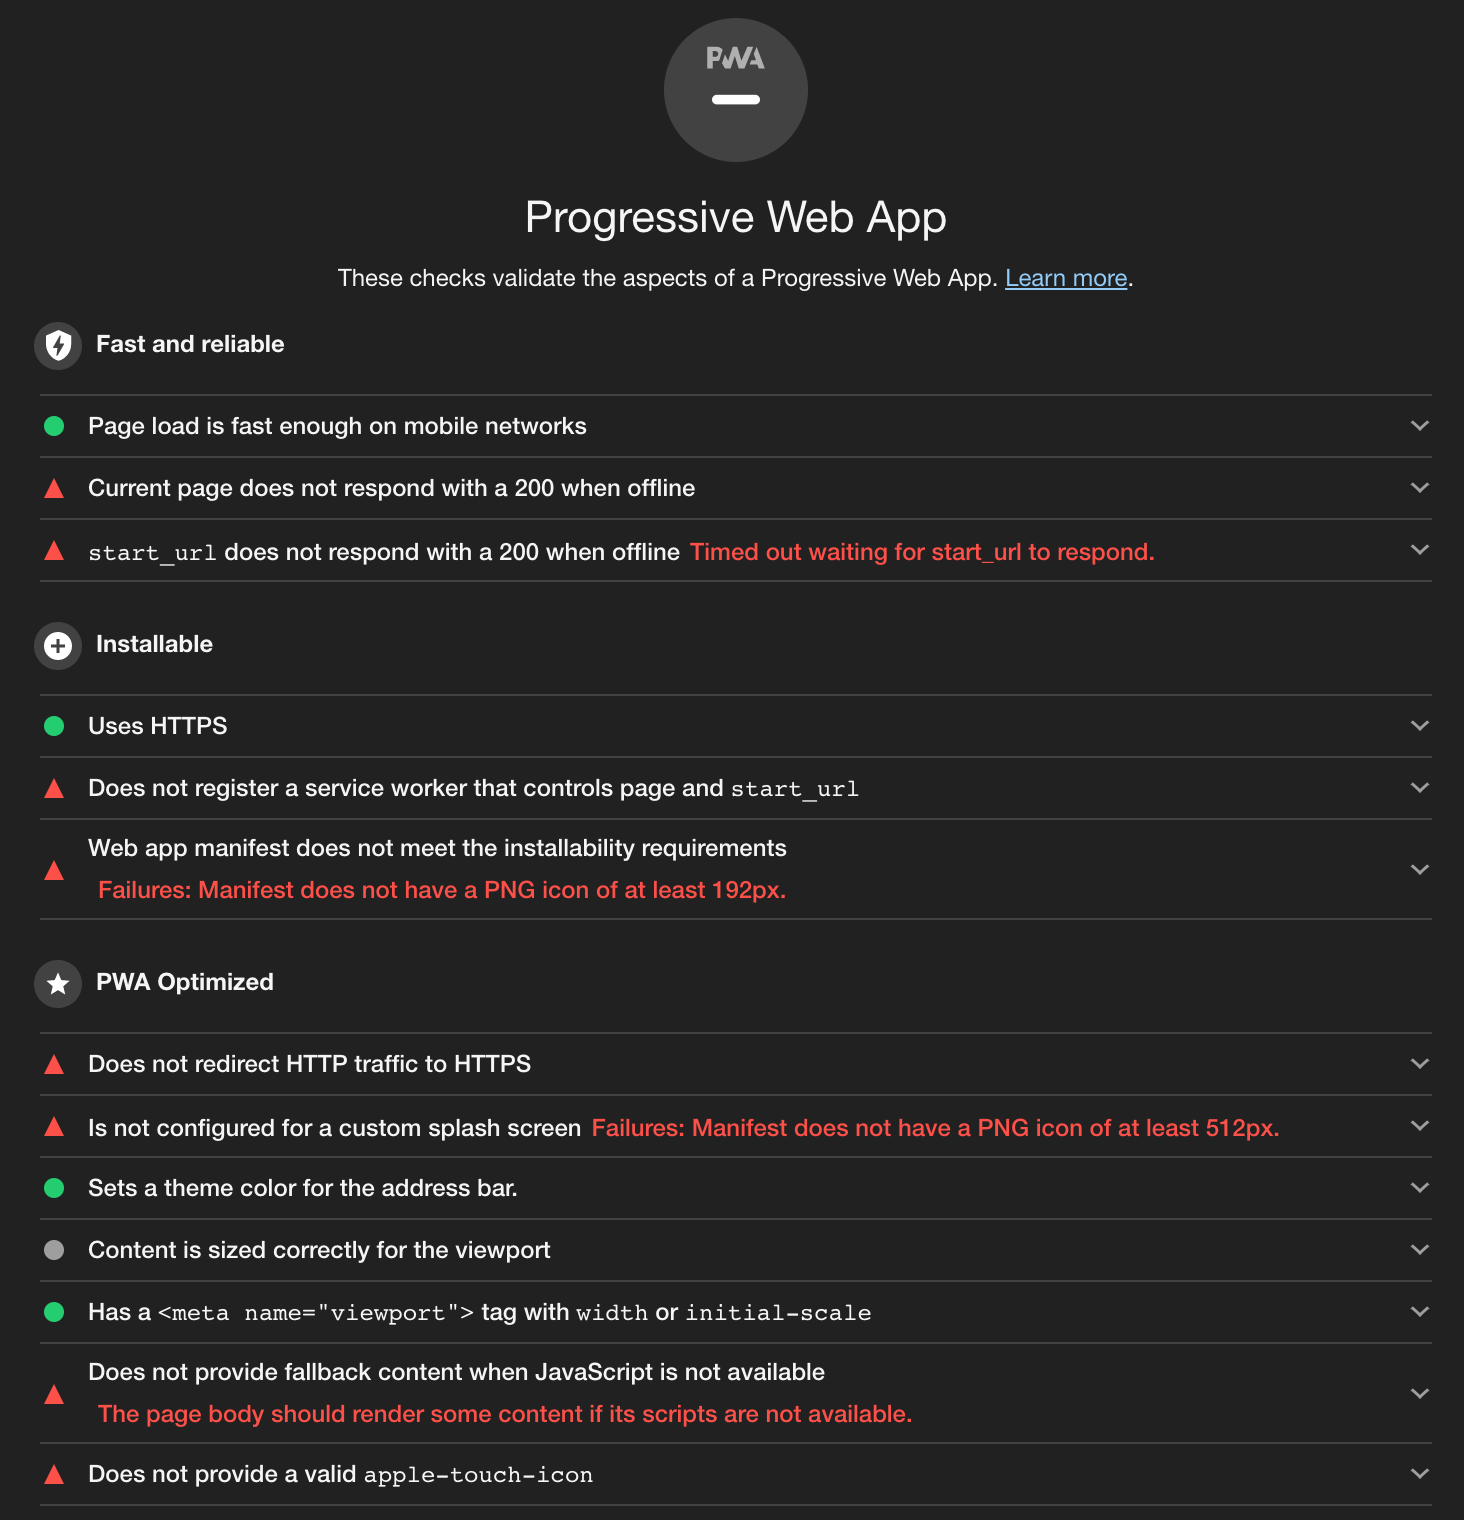 PWA
Progressive Web App
These checks validate the aspects of a Progressive Web App. Learn more.
Fast and reliable
Page load is fast enough on mobile networks
Current page does not respond with a 200 when offline
start_url does not respond with a 200 when offline Timed out waiting for start_url to respond.
Installable
Uses HTTPS
Does not register a service worker that controls page and start_url
Web app manifest does not meet the installability requirements
Failures: Manifest does not have a PNG icon of at least 192px.
PWA Optimized
Does not redirect HTTP traffic to HTTPS
Is not configured for a custom splash screen Failures: Manifest does not have a PNG icon of at least 512px.
Sets a theme color for the address bar.
Content is sized correctly for the viewport
Has a <meta name="viewport"> tag with width or initial-scale
Does not provide fallback content when JavaScript is not available
The page body should render some content if its scripts are not available.
Does not provide a valid apple-touch-icon